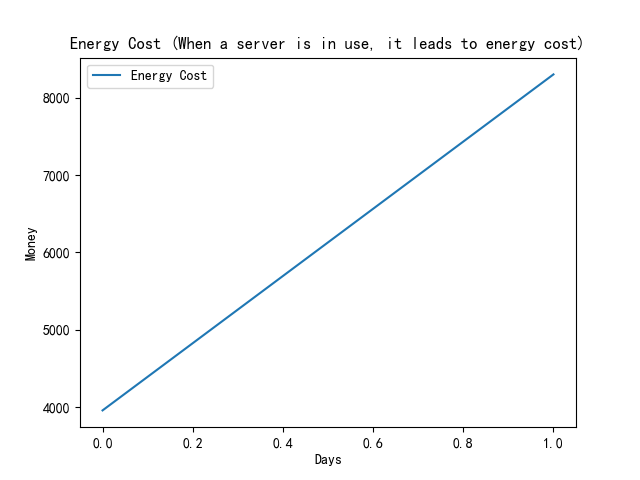 Energy Cost (When a server is in use, it leads to energy cost)
Energy Cost
8000
7000
6000
5000
4000
Money
0.0 0.2 0.4 0.6 0.8 1.0
Days